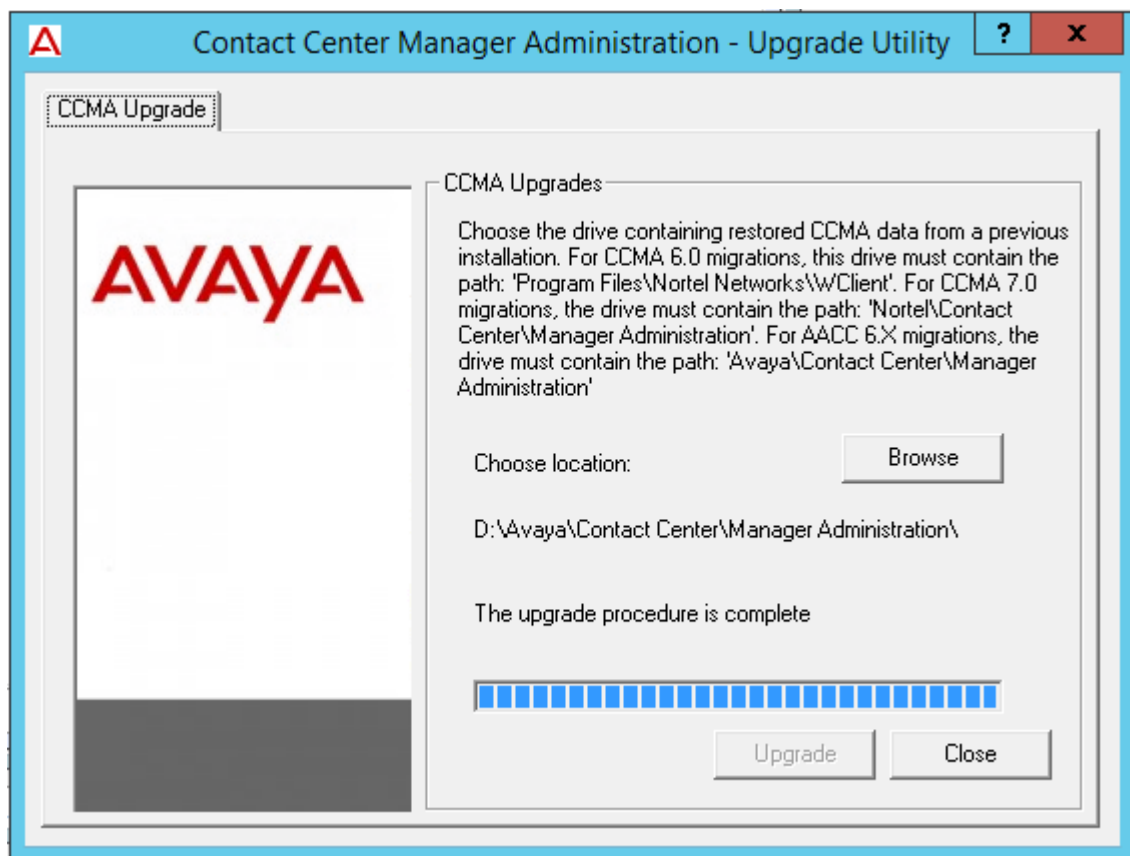 Contact Center Manager Administration - Upgrade Utility
?
x
CCMA Upgrade
AVAYA
CCMA Upgrades
Choose the drive containing restored CCMA data from a previous
installation. For CCMA 6.0 migrations, this drive must contain the
path: 'Program Files\Nortel Networks\WClient'. For CCMA 7.0
migrations, the drive must contain the path: 'Nortel\Contact
Center\Manager Administration'. For AACC 6.X migrations, the
drive must contain the path: 'Avaya\Contact Center\Manager
Administration'
Choose location:
Browse
D:\Avaya\Contact Center\Manager Administration\
The upgrade procedure is complete
Upgrade
Close